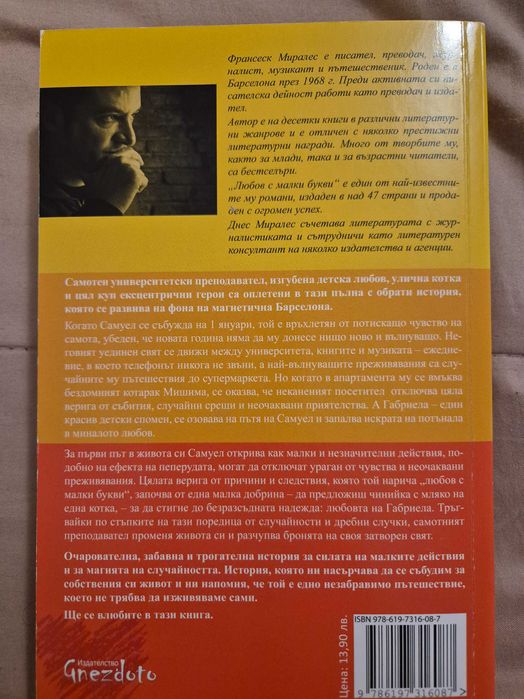 Франсеск Миралес е писател, преводач, жур-
налист, музикант и пътешественик. Роден е в
Барселона през 1968 г. Преди активната си пи-
сателска дейност работи като преводач и изда-
тел.
Автор е на десетки книги в различни литератур-
ни жанрове и е отличен с няколко престижни
литературни награди. Много от творбите му,
както за млади, така и за възрастни читатели,
са бестселъри.
„Любов с малки букви“ е един от най-известни-
те му романи, издаден в над 47 страни и прода-
ден с огромен успех.
Днес Миралес съчетава литературата с жур-
налистиката и сътрудничи като литературен
консултант на няколко издателства и агенции.
Самотен университетски преподавател, изгубена детска любов, улична котка
и цял куп ексцентрични герои са оплетени в тази пълна с обрати история,
която се развива на фона на магнетична Барселона.
Когато Самуел се събужда на 1 януари, той е връхлетян от потискащо чувство на
самота, убеден, че новата година няма да му донесе нищо ново и вълнуващо. Не-
говият уединен свят се движи между университета, книгите и музиката – ежедне-
вие, в което телефонът никога не звъни, а най-вълнуващите преживявания са слу-
чайните му пътешествия до супермаркета. Но когато в апартамента му се вмъква
бездомният котарак Мишима, се оказва, че неканеният посетител отключва цяла
верига от събития, случайни срещи и неочаквани приятелства. А Габриела – един
красив детски спомен, се озовава на пътя на Самуел и запалва искрата на потънала
в миналото любов.
За първи път в живота си Самуел открива как малки и незначителни действия, по-
добно на ефекта на пеперудата, могат да отключат ураган от чувства и неочаквани
преживявания. Цялата верига от причини и следствия, която той нарича „любов с
малки букви“, започва от една малка добрина – да предложиш чинийка с мляко на
една котка, – за да стигне до безразсъдната надежда: любовта на Габриела. Тръг-
вайки по стъпките на тази поредица от случайности и дребни случки, самотният
преподавател променя живота си и разчупва бронята на своя затворен свят.
Очарователна, забавна и трогателна история за силата на малките действия
и за магията на случайността. История, която ни насърчава да се събудим за
собствения си живот и ни напомня, че той е едно незабравимо пътешествие,
което не трябва да изживяваме сами.
Ще се влюбите в тази книга.
Издателство
Gnezdoto
Цена: 13,90 лв.
ISBN 978-619-7316-08-7
9 786197 316087 >